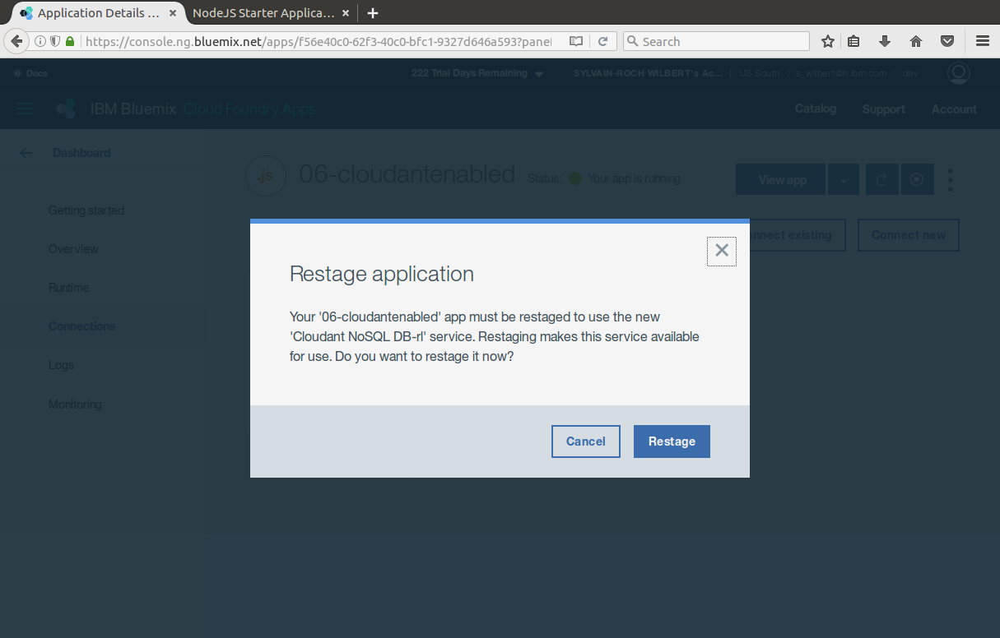 Application Details ...
NodeJS Starter Applica...
https://console.ng.bluemix.net/apps/f56e40c0-62f3-40c0-bfc1-9327d646a593?pane
Search
Docs
222 Trial Days Remaining
SYLVAIN-ROCH WILBERT's Ac... | US South : s_wilbert@tr.ibm.com : dev
IBM Bluemix Cloud Foundry Apps
Catalog Support Account
Dashboard
Getting started
Overview
Runtime
Connections
Logs
Monitoring
.js
06-cloudantenabled
Status: Your app is running
View app
nnect existing
Connect new
Restage application
Your '06-cloudantenabled' app must be restaged to use the new
'Cloudant NoSQL DB-rl' service. Restaging makes this service available
for use. Do you want to restage it now?
Cancel
Restage